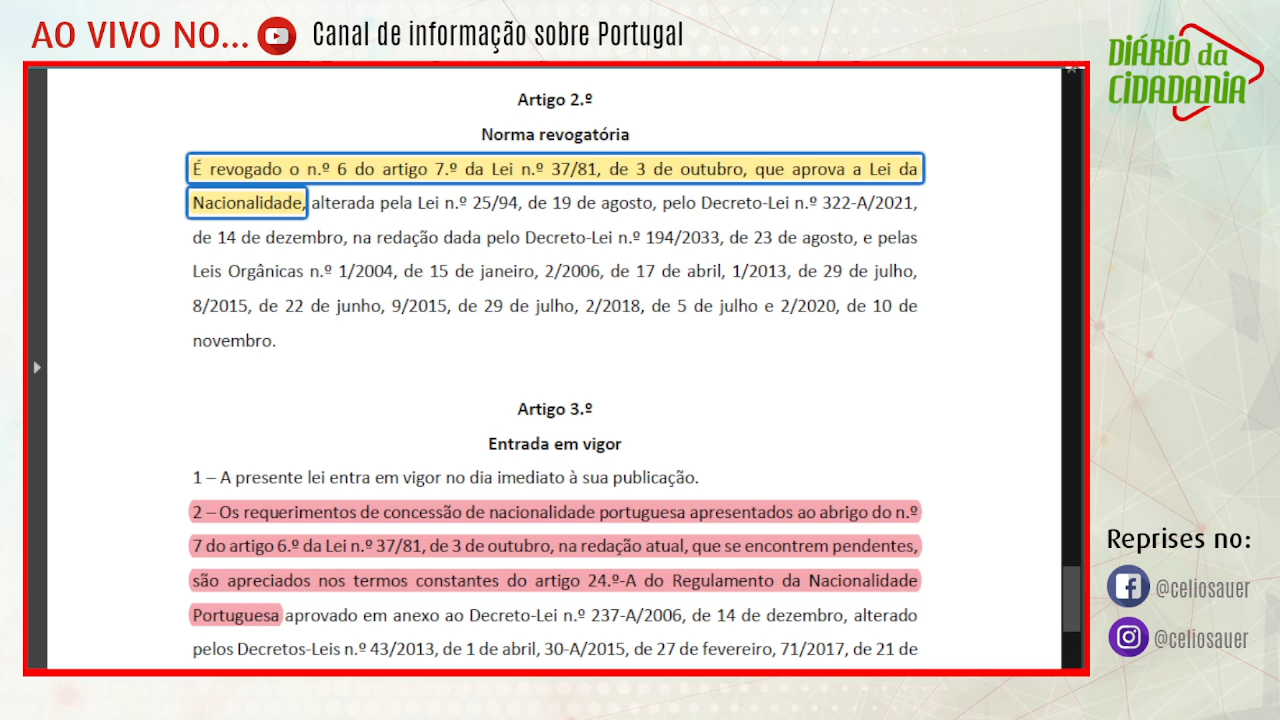 AO VIVO NO...
Canal de informação sobre Portugal
DIÁRIO da
CIDADANIA
Artigo 2.º
Norma revogatória
É revogado o n.º 6 do artigo 7.º da Lei n.º 37/81, de 3 de outubro, que aprova a Lei da
Nacionalidade, alterada pela Lei n.º 25/94, de 19 de agosto, pelo Decreto-Lei n.º 322-A/2021,
de 14 de dezembro, na redação dada pelo Decreto-Lei n.º 194/2033, de 23 de agosto, e pelas
Leis Orgânicas n.º 1/2004, de 15 de janeiro, 2/2006, de 17 de abril, 1/2013, de 29 de julho,
8/2015, de 22 de junho, 9/2015, de 29 de julho, 2/2018, de 5 de julho e 2/2020, de 10 de
novembro.
Artigo 3.º
Entrada em vigor
1 – A presente lei entra em vigor no dia imediato à sua publicação.
2 – Os requerimentos de concessão de nacionalidade portuguesa apresentados ao abrigo do n.º
7 do artigo 6.º da Lei n.º 37/81, de 3 de outubro, na redação atual, que se encontrem pendentes,
são apreciados nos termos constantes do artigo 24.º-A do Regulamento da Nacionalidade
Portuguesa aprovado em anexo ao Decreto-Lei n.º 237-A/2006, de 14 de dezembro, alterado
pelos Decretos-Leis n.º 43/2013, de 1 de abril, 30-A/2015, de 27 de fevereiro, 71/2017, de 21 de
Reprises no:
@celiosauer
@celiosauer